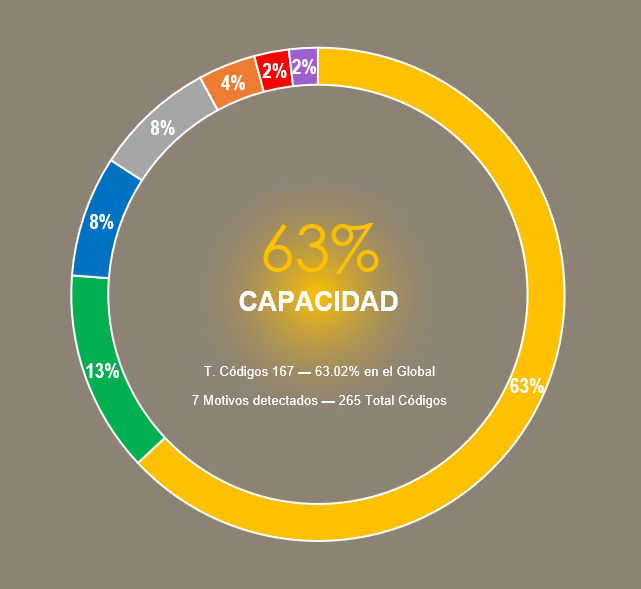 2%
2%
4%
8%
8%
63%
CAPACIDAD
13%
T. Códigos 167 — 63.02% en el Global
63%
7 Motivos detectados — 265 Total Códigos